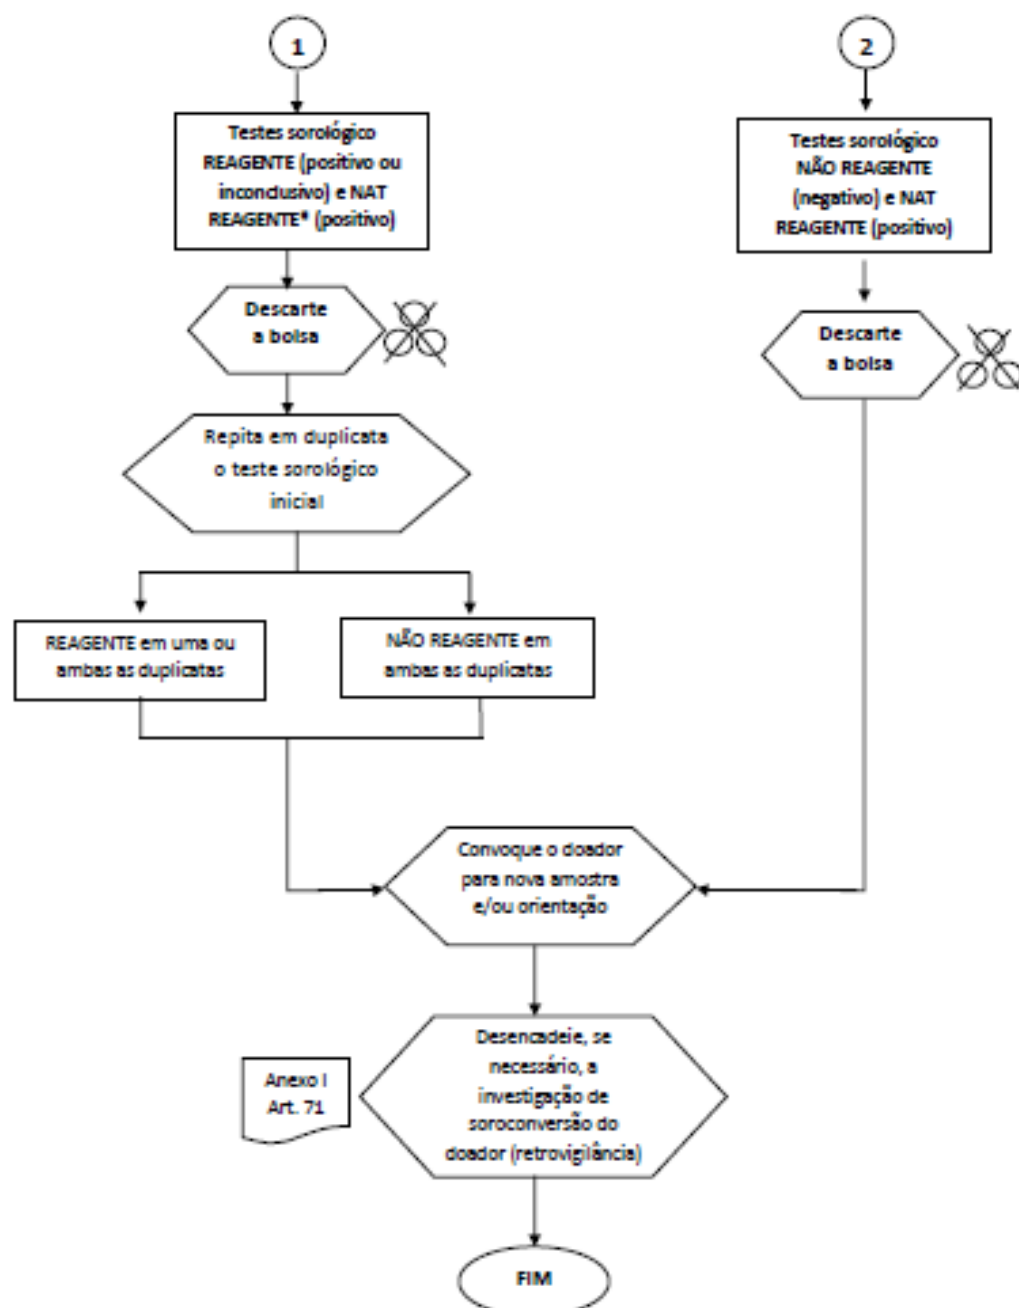 1
Testes sorológico
REAGENTE (positivo ou
inconclusivo) e NAT
REAGENTE* (positivo)
Descarte
a bolsa
Repita em duplicata
o teste sorológico
inicial
REAGENTE em uma ou
ambas as duplicatas
NÃO REAGENTE em
ambas as duplicatas
2
Testes sorológico
NÃO REAGENTE
(negativo) e NAT
REAGENTE (positivo)
Descarte
a bolsa
Convoque o doador
para nova amostra
e/ou orientação
Anexo I
Art. 71
Desencadeie, se
necessário, a
investigação de
soroconversão do
doador (retrovigilância)
FIM